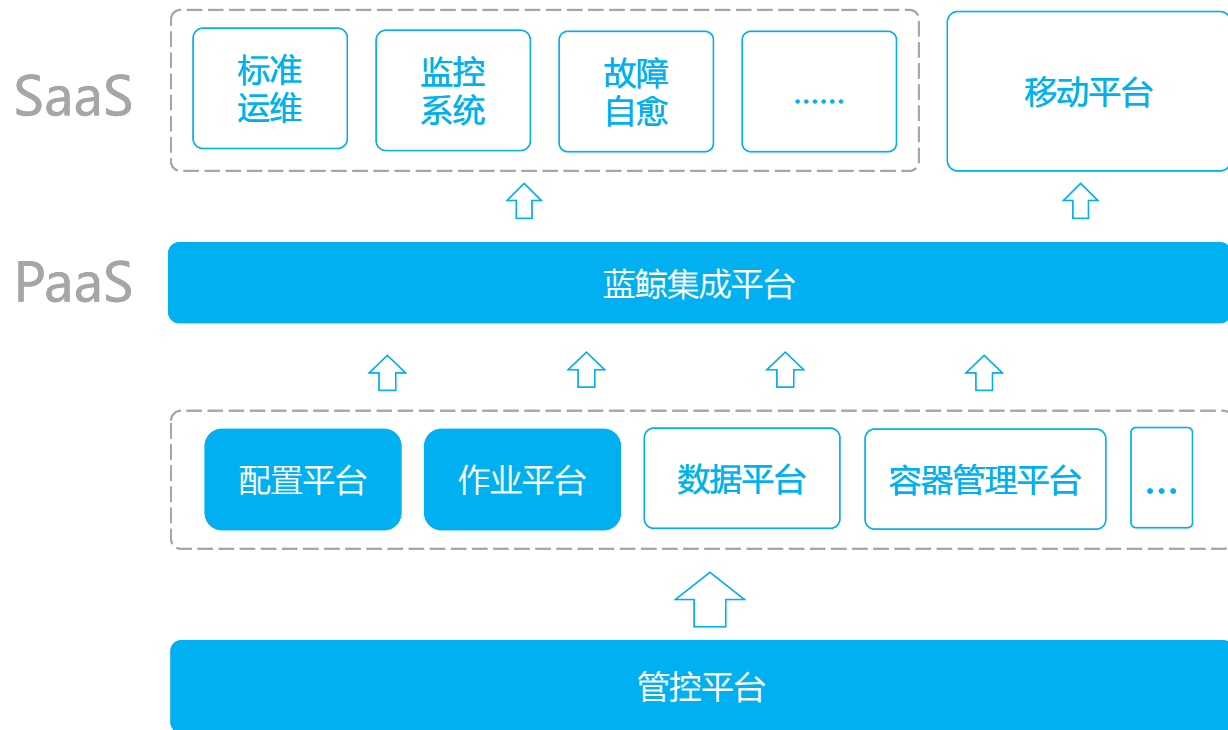 SaaS
标准
运维
监控
系统
故障
自愈
......
移动平台
PaaS
蓝鲸集成平台
配置平台
作业平台
数据平台
容器管理平台
...
管控平台